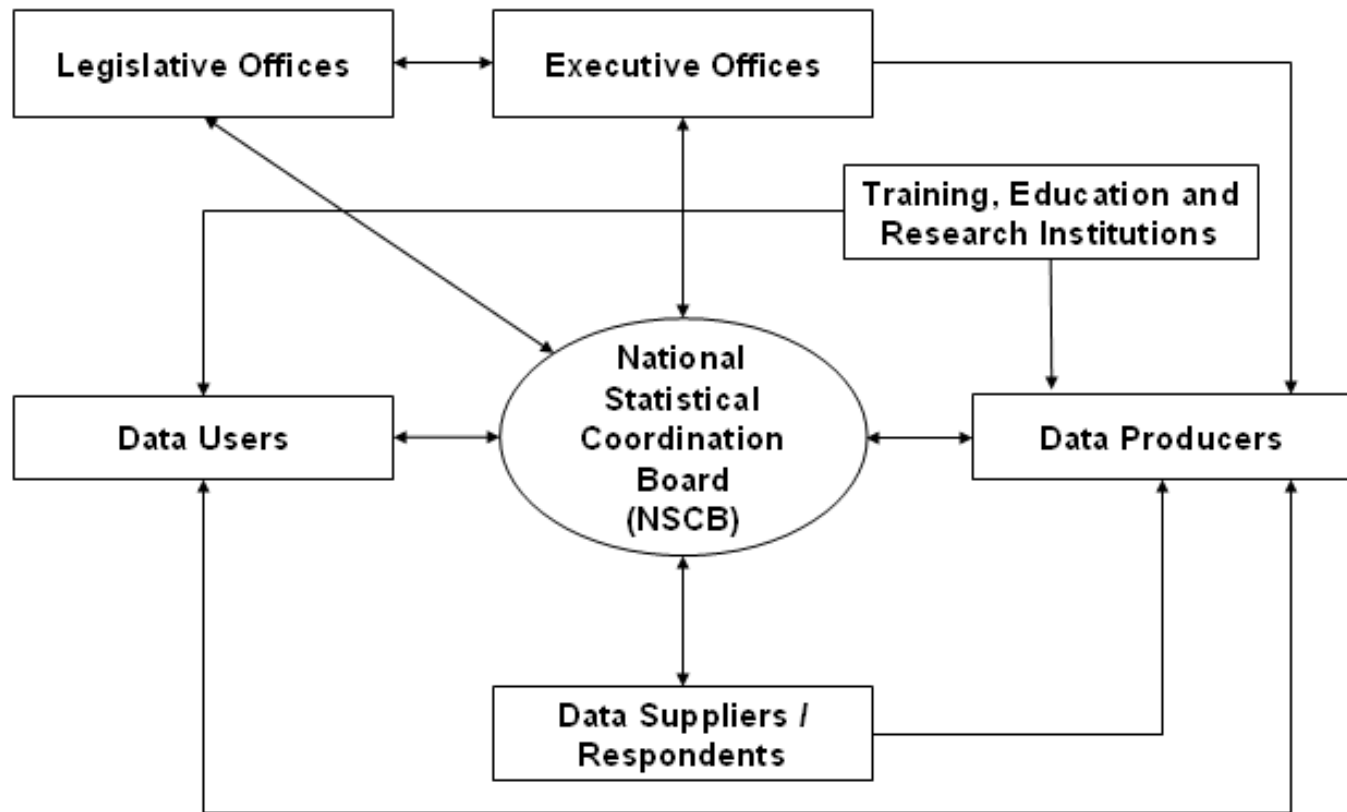 Legislative Offices
Executive Offices
Training, Education and
Research Institutions
National
Statistical
Coordination
Board
(NSCB)
Data Users
Data Producers
Data Suppliers /
Respondents